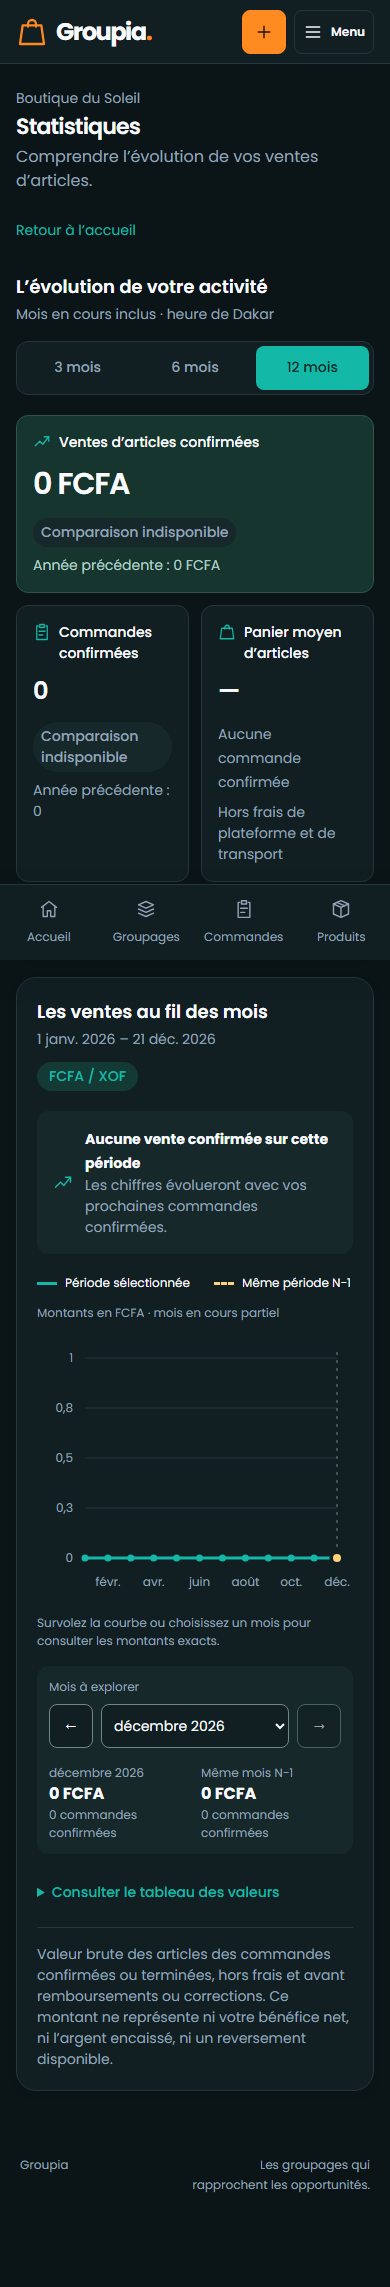 Groupia.
Menu
Boutique du Soleil
Statistiques
Comprendre l’évolution de vos ventes
d’articles.
Retour à l’accueil
L’évolution de votre activité
Mois en cours inclus · heure de Dakar
3 mois
6 mois
12 mois
Ventes d’articles confirmées
0 FCFA
Comparaison indisponible
Année précédente : 0 FCFA
Commandes
confirmées
0
Comparaison
indisponible
Année précédente :
0
Panier moyen
d’articles
—
Aucune
commande
confirmée
Hors frais de
plateforme et de
transport
Accueil
Groupages
Commandes
Produits
Les ventes au fil des mois
1 janv. 2026 – 21 déc. 2026
FCFA / XOF
Aucune vente confirmée sur cette
période
Les chiffres évolueront avec vos
prochaines commandes
confirmées.
Période sélectionnée
Même période N-1
Montants en FCFA · mois en cours partiel
1
0,8
0,5
0,3
0
févr.
avr.
juin
août
oct.
déc.
Survolez la courbe ou choisissez un mois pour
consulter les montants exacts.
Mois à explorer
←
décembre 2026
→
décembre 2026
0 FCFA
0 commandes
confirmées
Même mois N-1
0 FCFA
0 commandes
confirmées
Consulter le tableau des valeurs
Valeur brute des articles des commandes
confirmées ou terminées, hors frais et avant
remboursements ou corrections. Ce
montant ne représente ni votre bénéfice net,
ni l’argent encaissé, ni un reversement
disponible.
Groupia
Les groupages qui
rapprochent les opportunités.